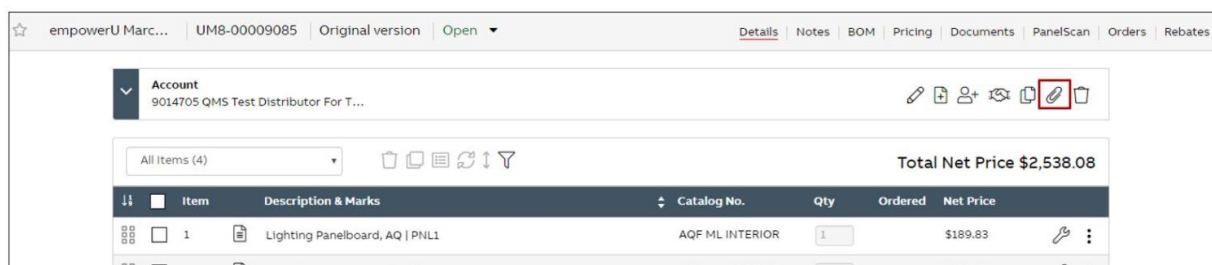 empowerU Marc... UM8-00009085 Original version Open Details Notes BOM Pricing Documents PanelScan Orders Rebates
Account
9014705 QMS Test Distributor For T...
All Items (4) Total Net Price $2,538.08
Item Description & Marks Catalog No. Qty Ordered Net Price
1 Lighting Panelboard, AQ | PNL1 AQF ML INTERIOR 1 $189.83